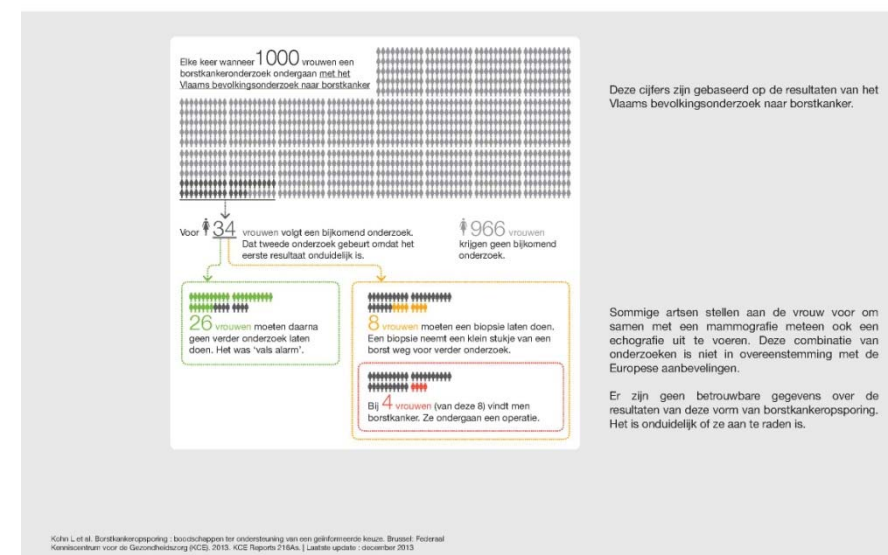 Elke keer wanneer 1000 vrouwen een
borstkankeronderzoek ondergaan met het
Vlaams bevolkingsonderzoek naar borstkanker
Deze cijfers zijn gebaseerd op de resultaten van het
Vlaams bevolkingsonderzoek naar borstkanker.
Voor 34 vrouwen volgt een bijkomend onderzoek.
Dat tweede onderzoek gebeurt omdat het
eerste resultaat onduidelijk is.
966 vrouwen
krijgen geen bijkomend
onderzoek.
26 vrouwen moeten daarna
geen verder onderzoek laten
doen. Het was 'vals alarm'.
8 vrouwen moeten een biopsie laten doen.
Een biopsie neemt een klein stukje van een
borst weg voor verder onderzoek.
Bij 4 vrouwen (van deze 8) vindt men
borstkanker. Ze ondergaan een operatie.
Sommige artsen stellen aan de vrouw voor om
samen met een mammografie meteen ook een
echografie uit te voeren. Deze combinatie van
onderzoeken is niet in overeenstemming met de
Europese aanbevelingen.
Er zijn geen betrouwbare gegevens over de
resultaten van deze vorm van borstkankeropsporing.
Het is onduidelijk of ze aan te raden is.
Kohn L et al. Borstkankeropsporing : boodschappen ter ondersteuning van een geïnformeerde keuze. Brussel: Federaal
Kenniscentrum voor de Gezondheidszorg (KCE). 2013. KCE Reports 216As. | Laatste update : december 2013